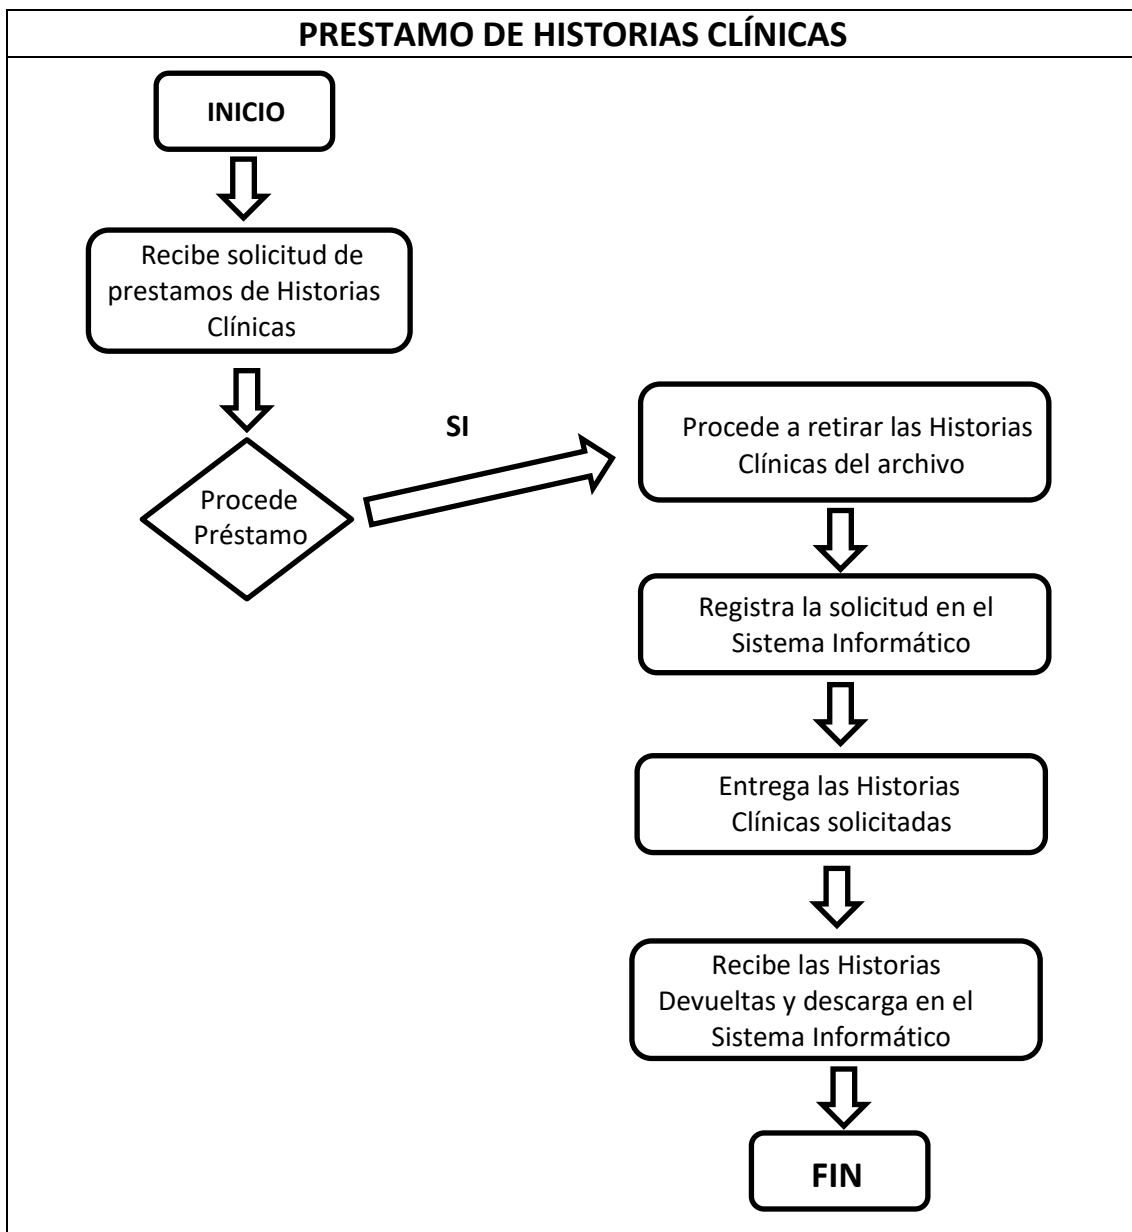 PRESTAMO DE HISTORIAS CLÍNICAS
INICIO
Recibe solicitud de
prestamos de Historias
Clínicas
Procede
Préstamo
SI
Procede a retirar las Historias
Clínicas del archivo
Registra la solicitud en el
Sistema Informático
Entrega las Historias
Clínicas solicitadas
Recibe las Historias
Devueltas y descarga en el
Sistema Informático
FIN